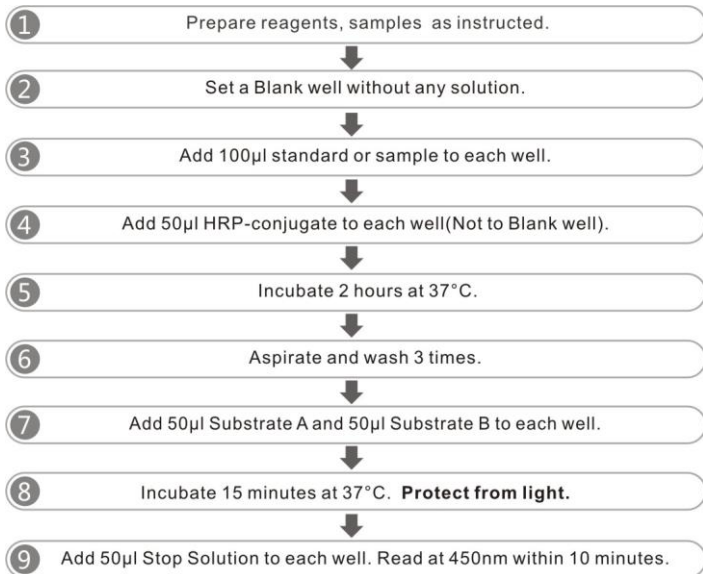 1 Prepare reagents, samples as instructed.
2 Set a Blank well without any solution.
3 Add 100μl standard or sample to each well.
4 Add 50μl HRP-conjugate to each well(Not to Blank well).
5 Incubate 2 hours at 37°C.
6 Aspirate and wash 3 times.
7 Add 50μl Substrate A and 50μl Substrate B to each well.
8 Incubate 15 minutes at 37°C. Protect from light.
9 Add 50μl Stop Solution to each well. Read at 450nm within 10 minutes.